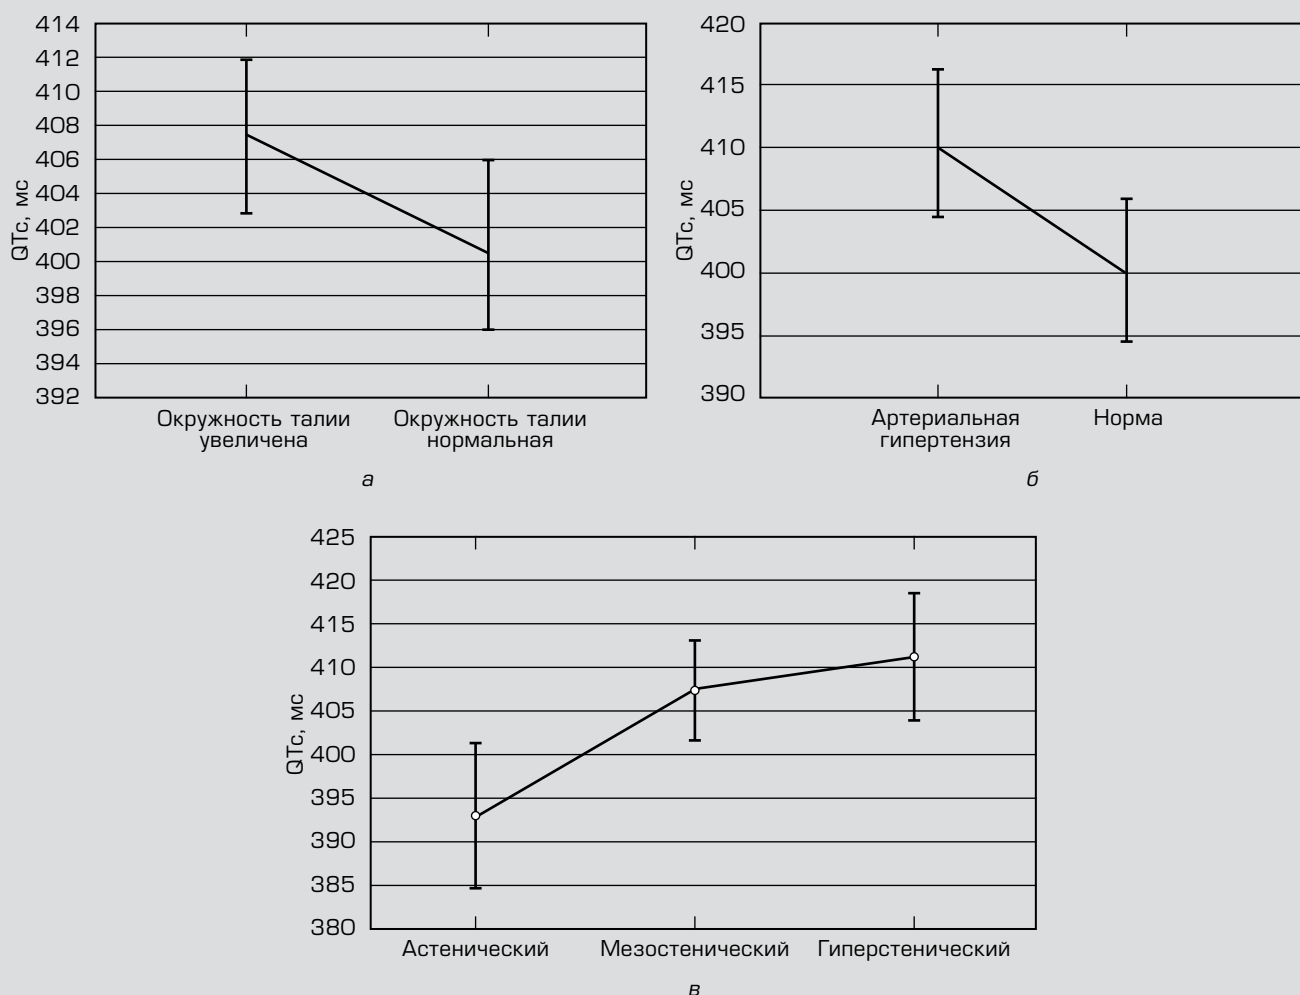 414
412
410
408
406
404
402
400
398
396
394
392
QTc, мс
Окружность талии
увеличена
Окружность талии
нормальная
а
420
415
410
405
400
395
390
QTc, мс
Артериальная
гипертензия
Норма
б
425
420
415
410
405
400
395
390
385
380
QTc, мс
Астенический
Мезостенический
Гиперстенический
в